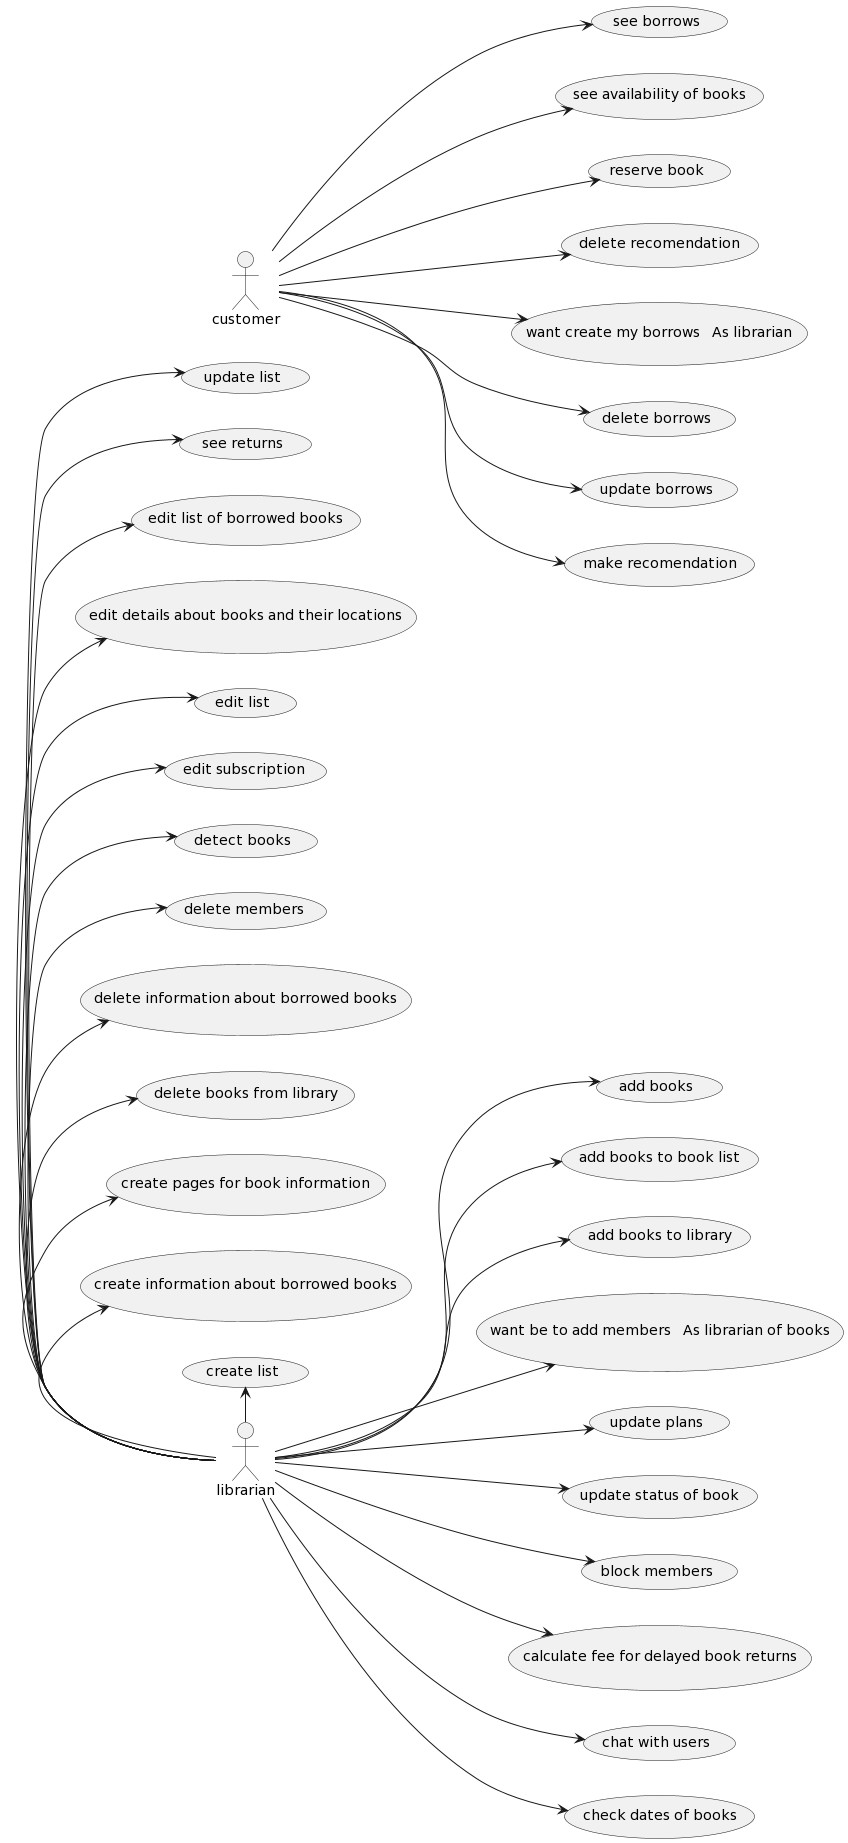 see borrows
see availability of books
reserve book
delete recomendation
customer
want create my borrows   As librarian
update list
delete borrows
see returns
update borrows
edit list of borrowed books
make recomendation
edit details about books and their locations
edit list
edit subscription
detect books
delete members
delete information about borrowed books
add books
delete books from library
add books to book list
create pages for book information
add books to library
create information about borrowed books
want be to add members   As librarian of books
create list
update plans
librarian
update status of book
block members
calculate fee for delayed book returns
chat with users
check dates of books